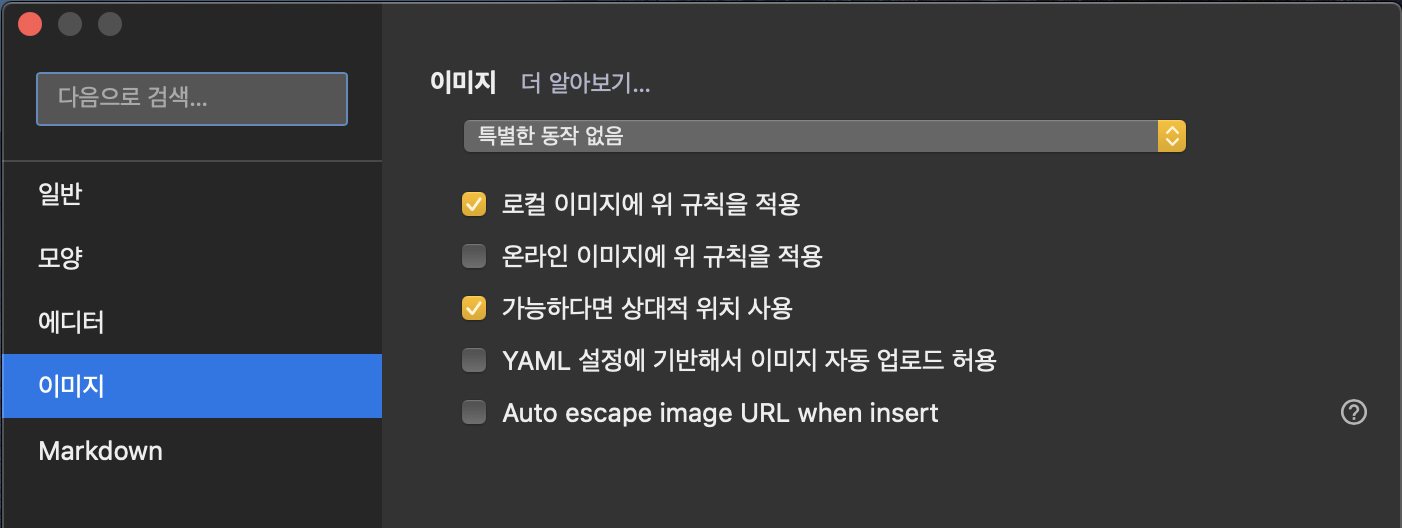 다음으로 검색...
일반
모양
에디터
이미지
Markdown
이미지 더 알아보기...
특별한 동작 없음
로컬 이미지에 위 규칙을 적용
온라인 이미지에 위 규칙을 적용
가능하다면 상대적 위치 사용
YAML 설정에 기반해서 이미지 자동 업로드 허용
Auto escape image URL when insert